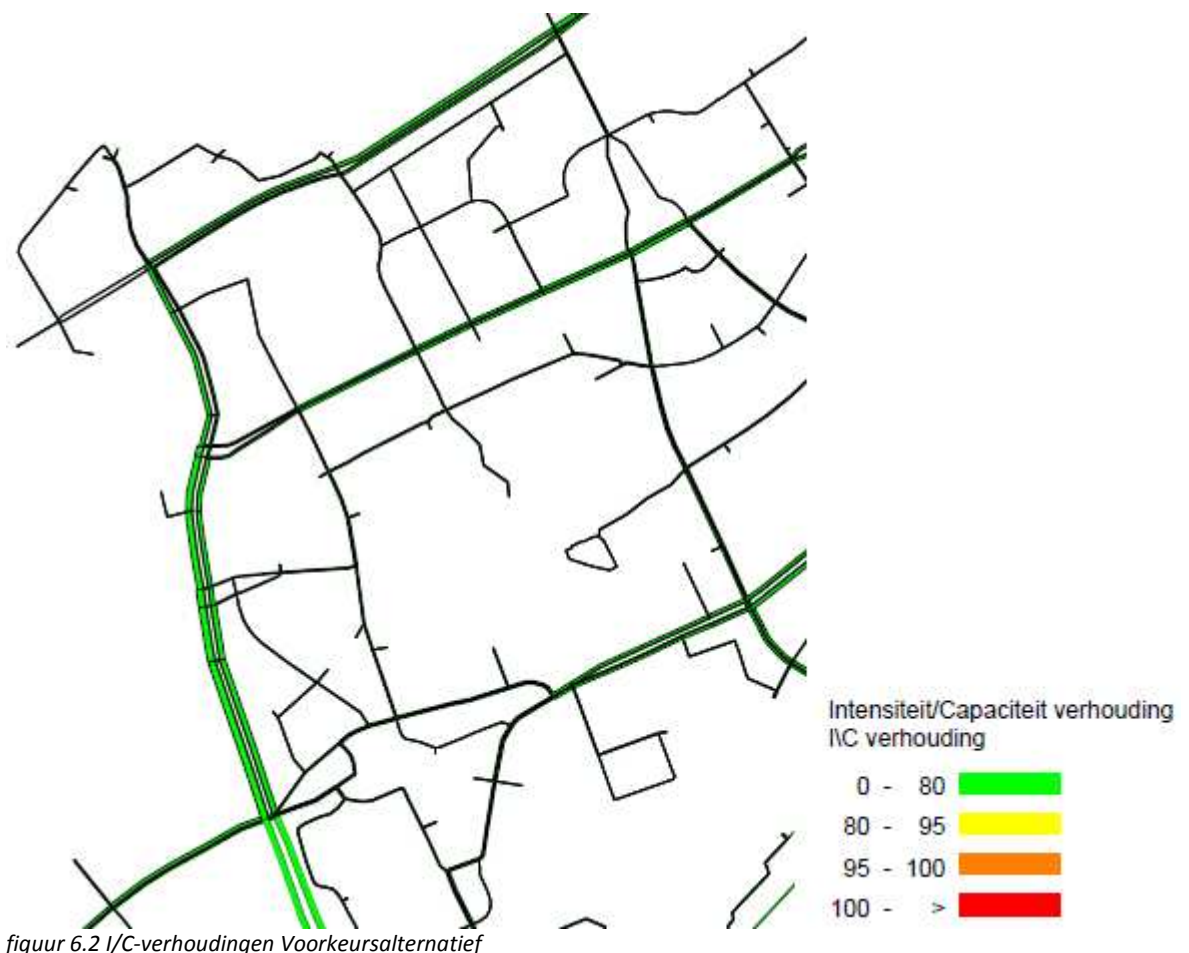 Intensiteit/Capaciteit verhouding
I\C verhouding
0 - 80
80 - 95
95 - 100
100 - >
figuur 6.2 I/C-verhoudingen Voorkeursalternatief